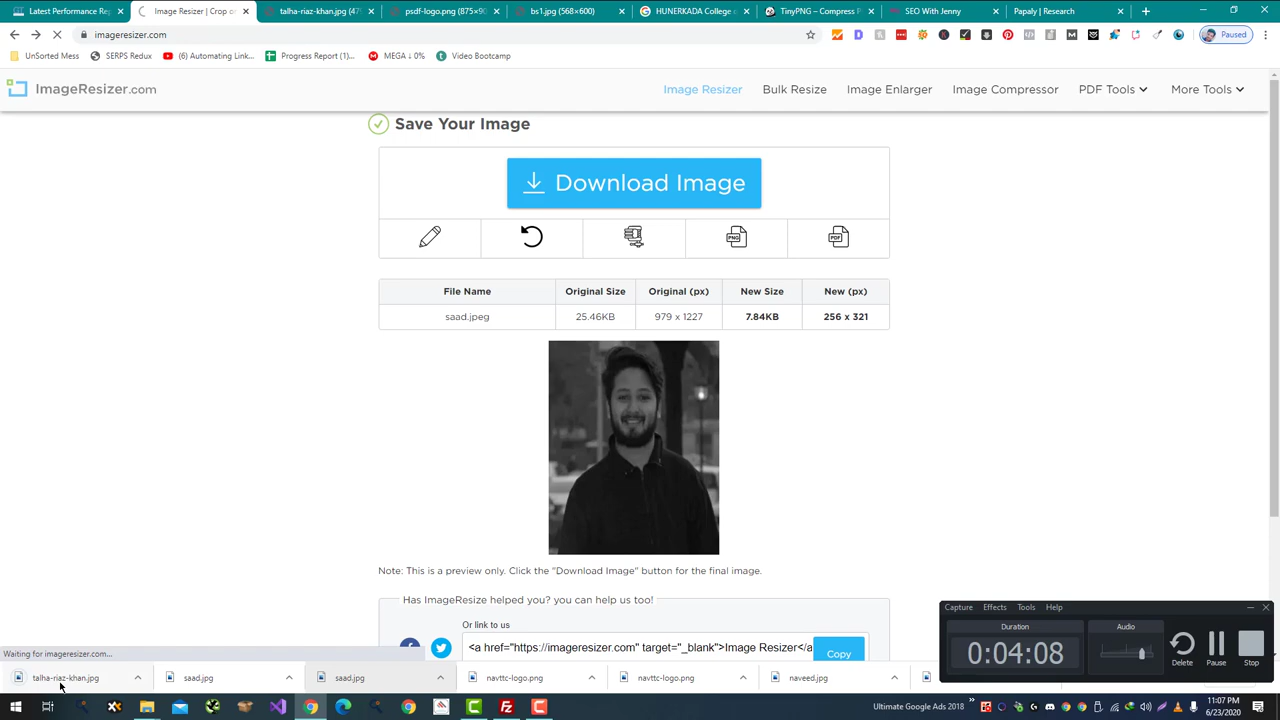 Latest Performance Rep
Image Resizer | Crop or
talha-riaz-khan.jpg (47
psdf-logo.png (875×90
bs1.jpg (568×600)
HUNERKADA College o
TinyPNG – Compress P
SEO With Jenny
Papaly | Research
imageresizer.com
Paused
UnSorted Mess
SERPS Redux
(6) Automating Link...
Progress Report (1)...
MEGA ↓ 0%
Video Bootcamp
ImageResizer.com
Image Resizer
Bulk Resize
Image Enlarger
Image Compressor
PDF Tools
More Tools
Save Your Image
Download Image
PNG
PDF
File Name Original Size Original (px) New Size New (px)
saad.jpeg 25.46KB 979 x 1227 7.84KB 256 x 321
Note: This is a preview only. Click the "Download Image" button for the final image.
Has ImageResize helped you? you can help us too!
Or link to us
<a href="https://imageresizer.com" target="_blank">Image Resizer</a
Copy
Capture Effects Tools Help
Duration Audio
0:04:08
Delete Pause Stop
Waiting for imageresizer.com...
talha-riaz-khan.jpg
saad.jpg
saad.jpg
navttc-logo.png
navttc-logo.png
naveed.jpg
Ultimate Google Ads 2018
11:07 PM
6/23/2020